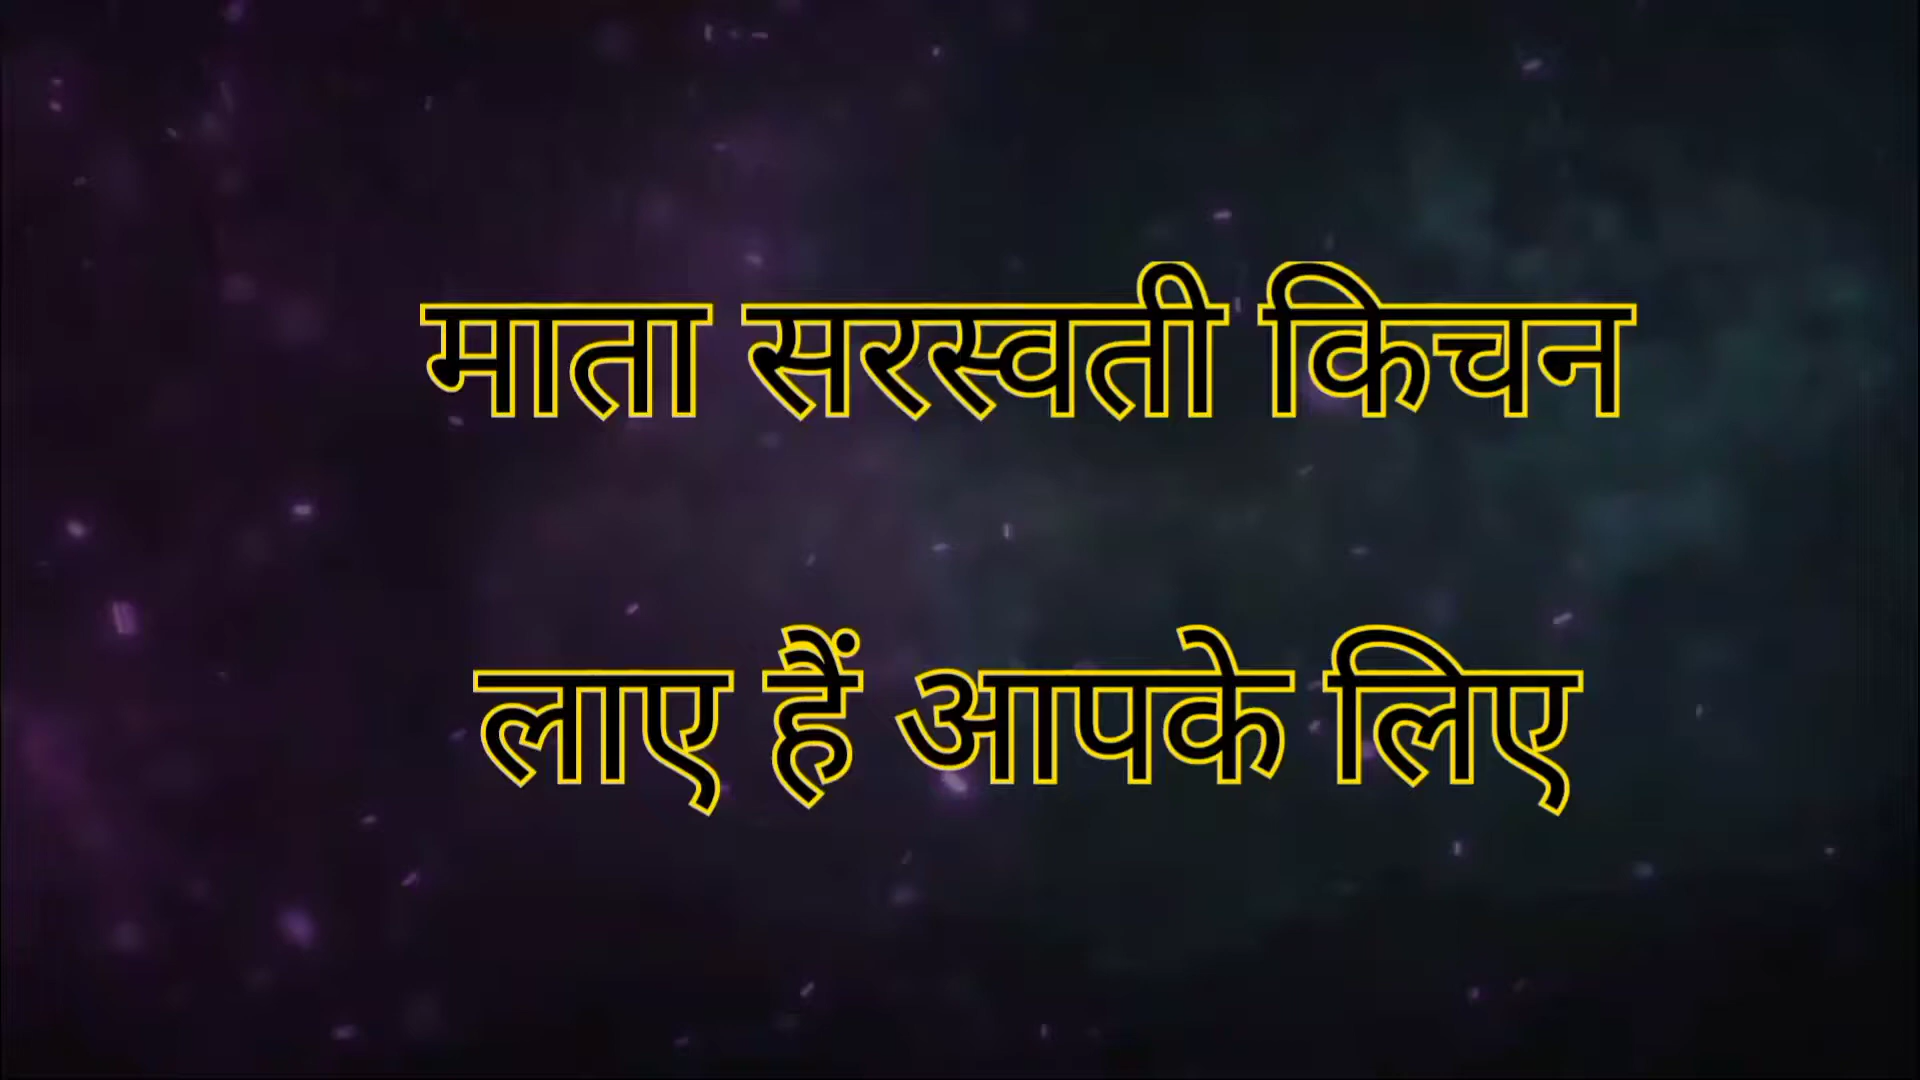 माता सरस्वती किचन
लाए हैं आपके लिए